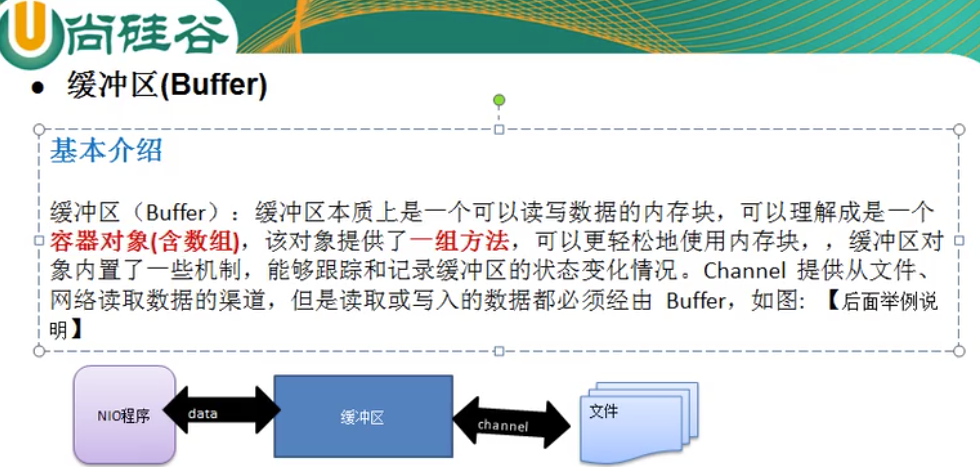 尚硅谷
● 缓冲区(Buffer)
基本介绍
缓冲区（Buffer）：缓冲区本质上是一个可以读写数据的内存块，可以理解成是一个
容器对象(含数组)，该对象提供了一组方法，可以更轻松地使用内存块，，缓冲区对
象内置了一些机制，能够跟踪和记录缓冲区的状态变化情况。Channel 提供从文件、
网络读取数据的渠道，但是读取或写入的数据都必须经由 Buffer，如图：【后面举例说
明】
NIO程序
data
缓冲区
channel
文件